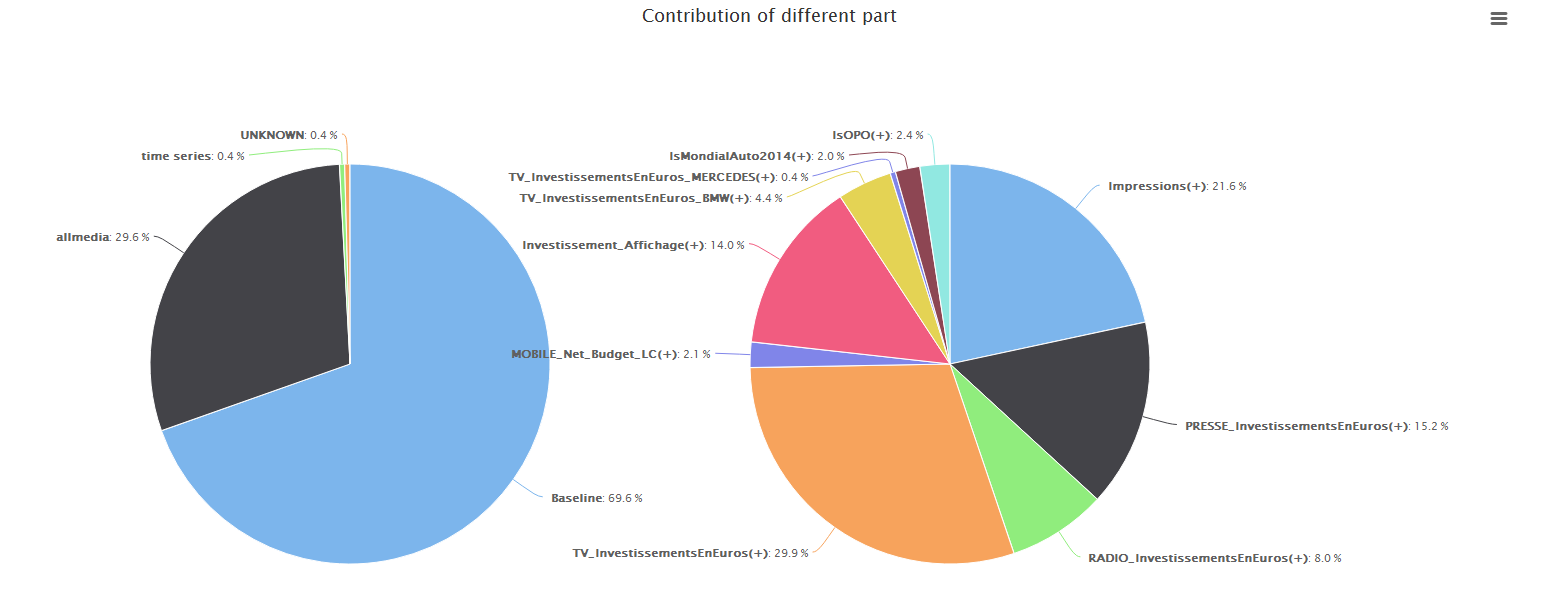 Contribution of different part
UNKNOWN: 0.4 %
time series: 0.4 %
allmedia: 29.6 %
Baseline: 69.6 %
IsOPO(+): 2.4 %
IsMondialAuto2014(+): 2.0 %
TV_InvestissementsEnEuros_MERCEDES(+): 0.4 %
TV_InvestissementsEnEuros_BMW(+): 4.4 %
Investissement_Affichage(+): 14.0 %
MOBILE_Net_Budget_LC(+): 2.1 %
TV_InvestissementsEnEuros(+): 29.9 %
Impressions(+): 21.6 %
PRESSE_InvestissementsEnEuros(+): 15.2 %
RADIO_InvestissementsEnEuros(+): 8.0 %